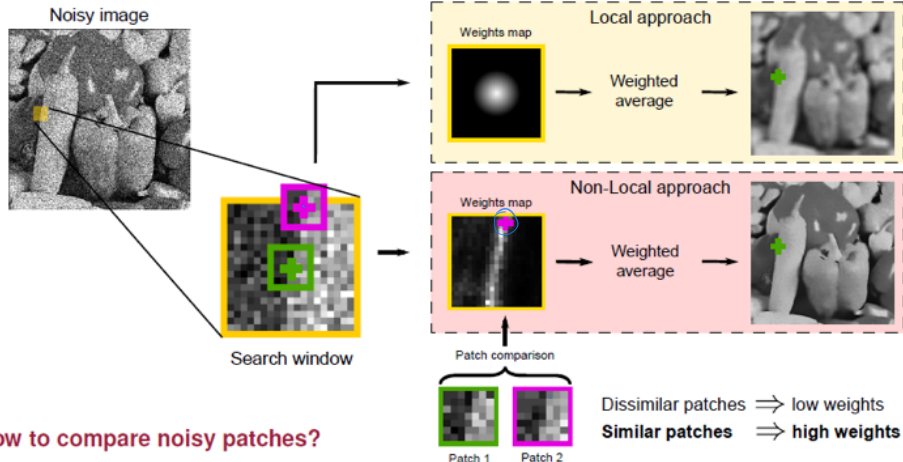 Noisy image
Local approach
Weights map
Weighted
average
Non-Local approach
Weights map
Weighted
average
Search window
Patch comparison
Patch 1
Patch 2
Dissimilar patches ⟹ low weights
Similar patches ⟹ high weights
ow to compare noisy patches?